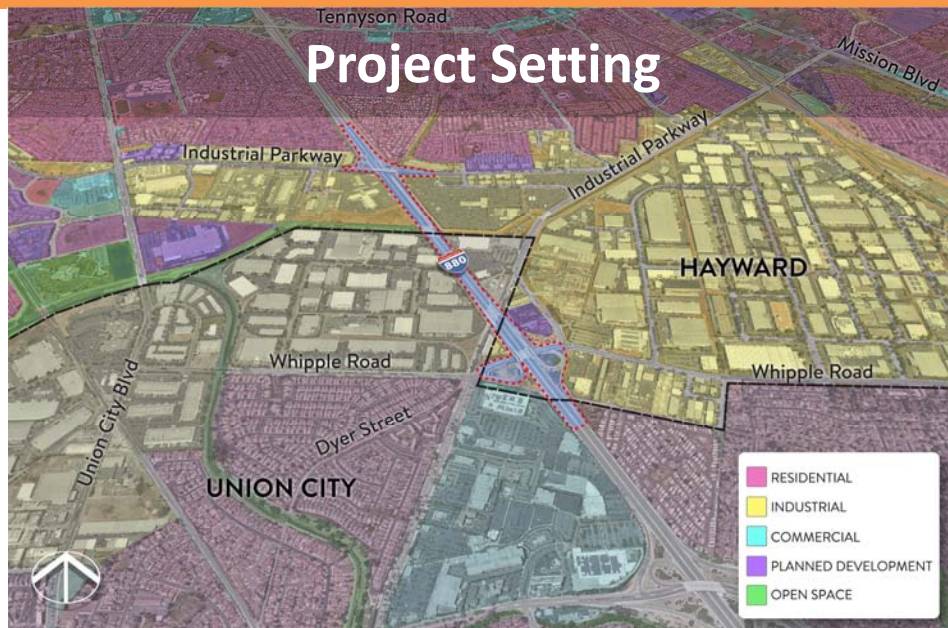 Tennyson Road
Project Setting
Mission Blvd
Industrial Parkway
Industrial Parkway
880
HAYWARD
Whipple Road
Whipple Road
Union City Blvd
Dyer Street
UNION CITY
RESIDENTIAL
INDUSTRIAL
COMMERCIAL
PLANNED DEVELOPMENT
OPEN SPACE